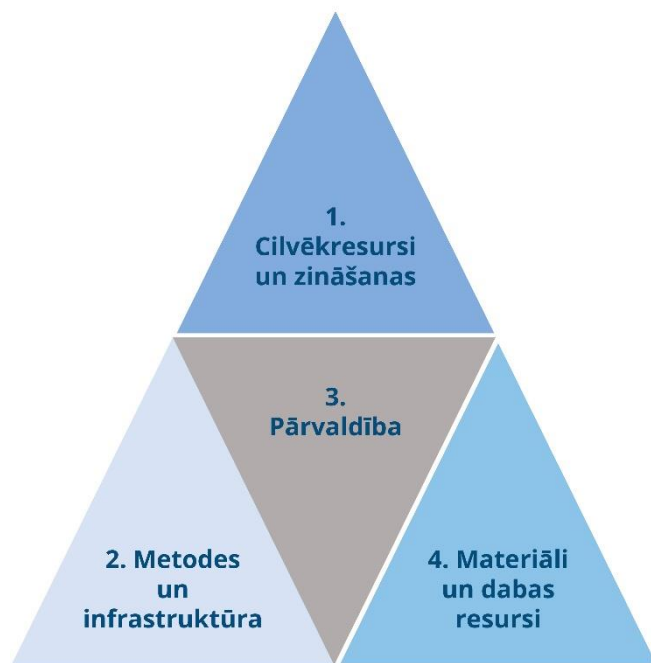 1.
Cilvēkresursi
un zināšanas
3.
Pārvaldība
2. Metodes
un
infrastruktūra
4. Materiāli
un dabas
resursi